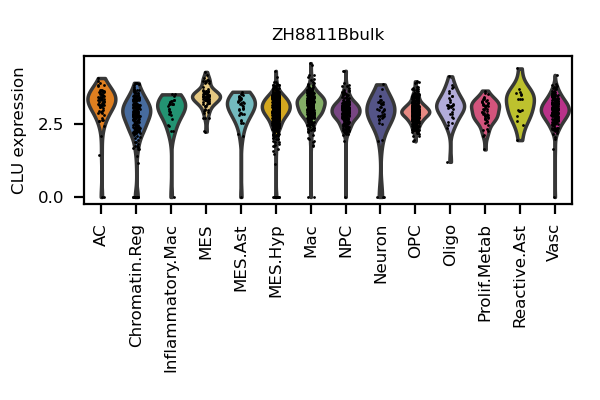 ZH8811Bbulk
CLU expression
2.5
0.0
AC
Chromatin.Reg
Inflammatory.Mac
MES
MES.Ast
MES.Hyp
Mac
NPC
Neuron
OPC
Oligo
Prolif.Metab
Reactive.Ast
Vasc